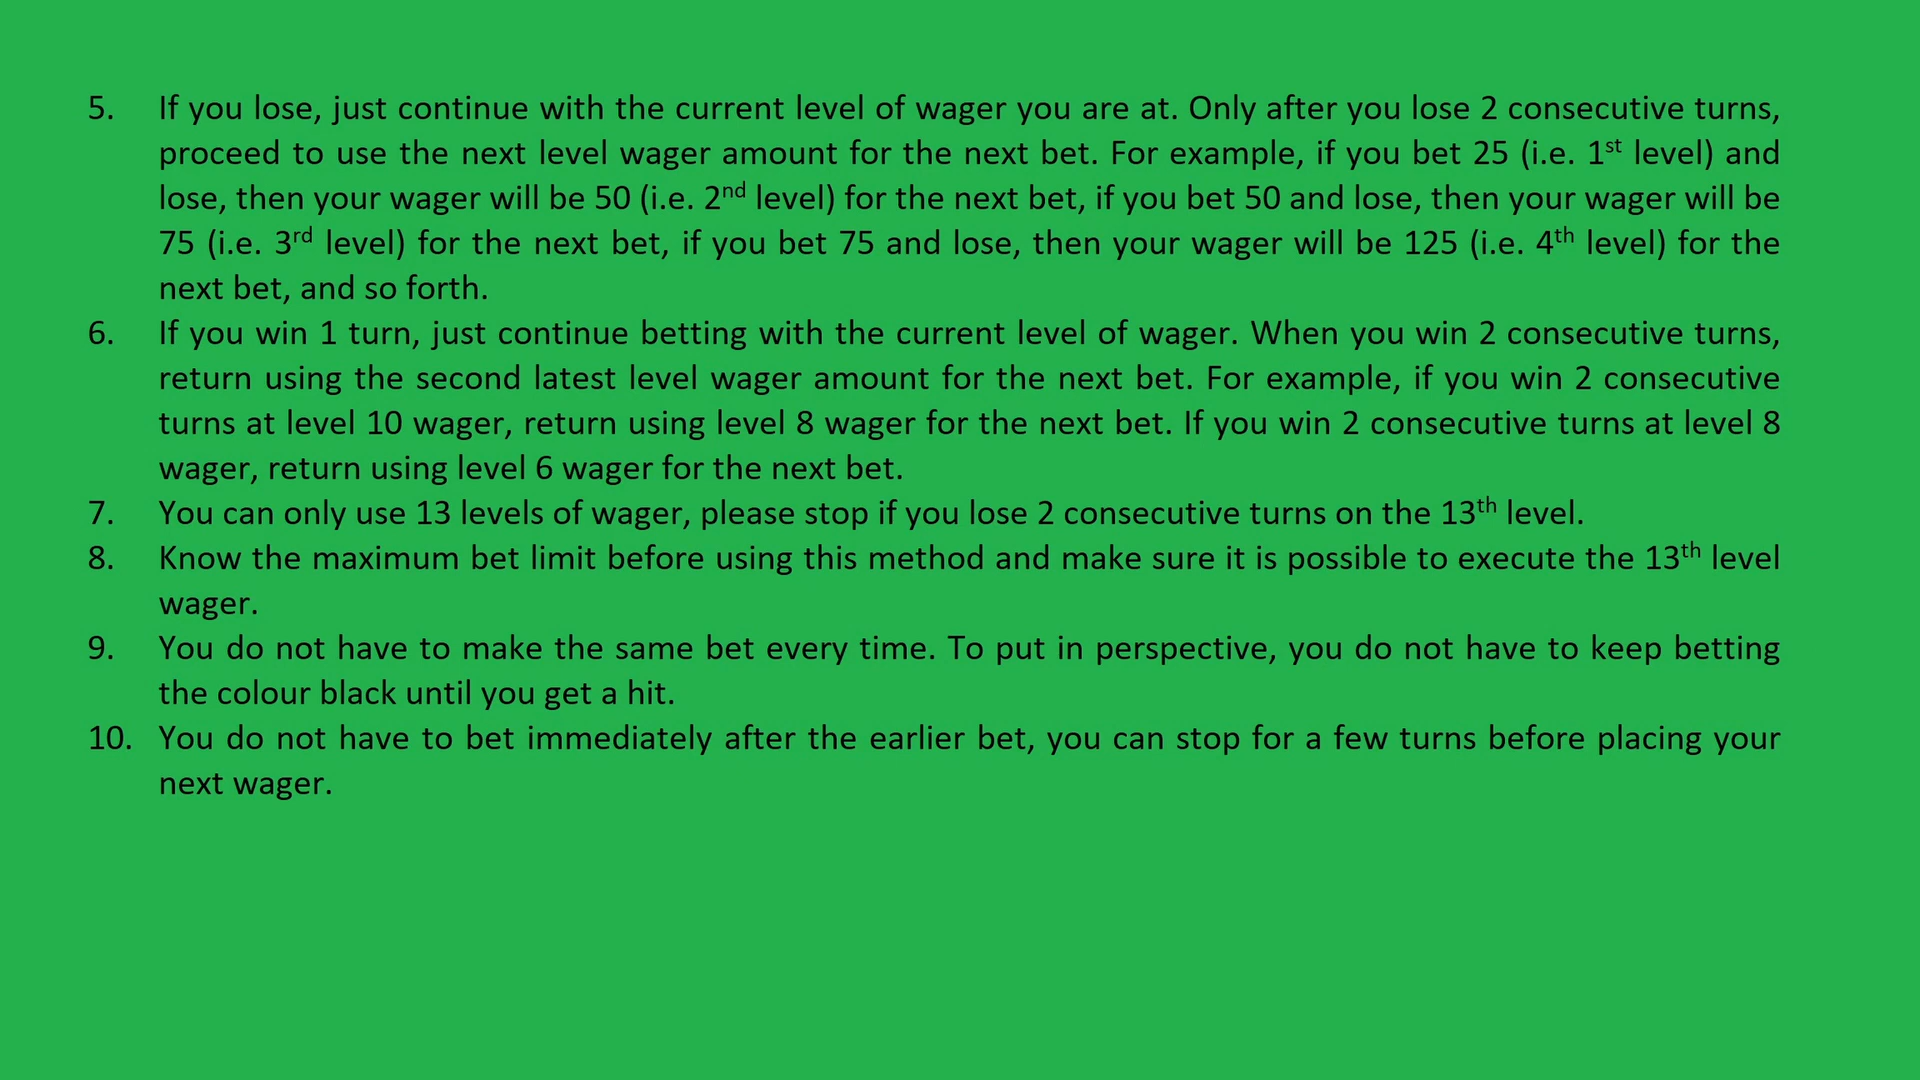 5. If you lose, just continue with the current level of wager you are at. Only after you lose 2 consecutive turns,
proceed to use the next level wager amount for the next bet. For example, if you bet 25 (i.e. 1st level) and
lose, then your wager will be 50 (i.e. 2nd level) for the next bet, if you bet 50 and lose, then your wager will be
75 (i.e. 3rd level) for the next bet, if you bet 75 and lose, then your wager will be 125 (i.e. 4th level) for the
next bet, and so forth.
6. If you win 1 turn, just continue betting with the current level of wager. When you win 2 consecutive turns,
return using the second latest level wager amount for the next bet. For example, if you win 2 consecutive
turns at level 10 wager, return using level 8 wager for the next bet. If you win 2 consecutive turns at level 8
wager, return using level 6 wager for the next bet.
7. You can only use 13 levels of wager, please stop if you lose 2 consecutive turns on the 13th level.
8. Know the maximum bet limit before using this method and make sure it is possible to execute the 13th level
wager.
9. You do not have to make the same bet every time. To put in perspective, you do not have to keep betting
the colour black until you get a hit.
10. You do not have to bet immediately after the earlier bet, you can stop for a few turns before placing your
next wager.